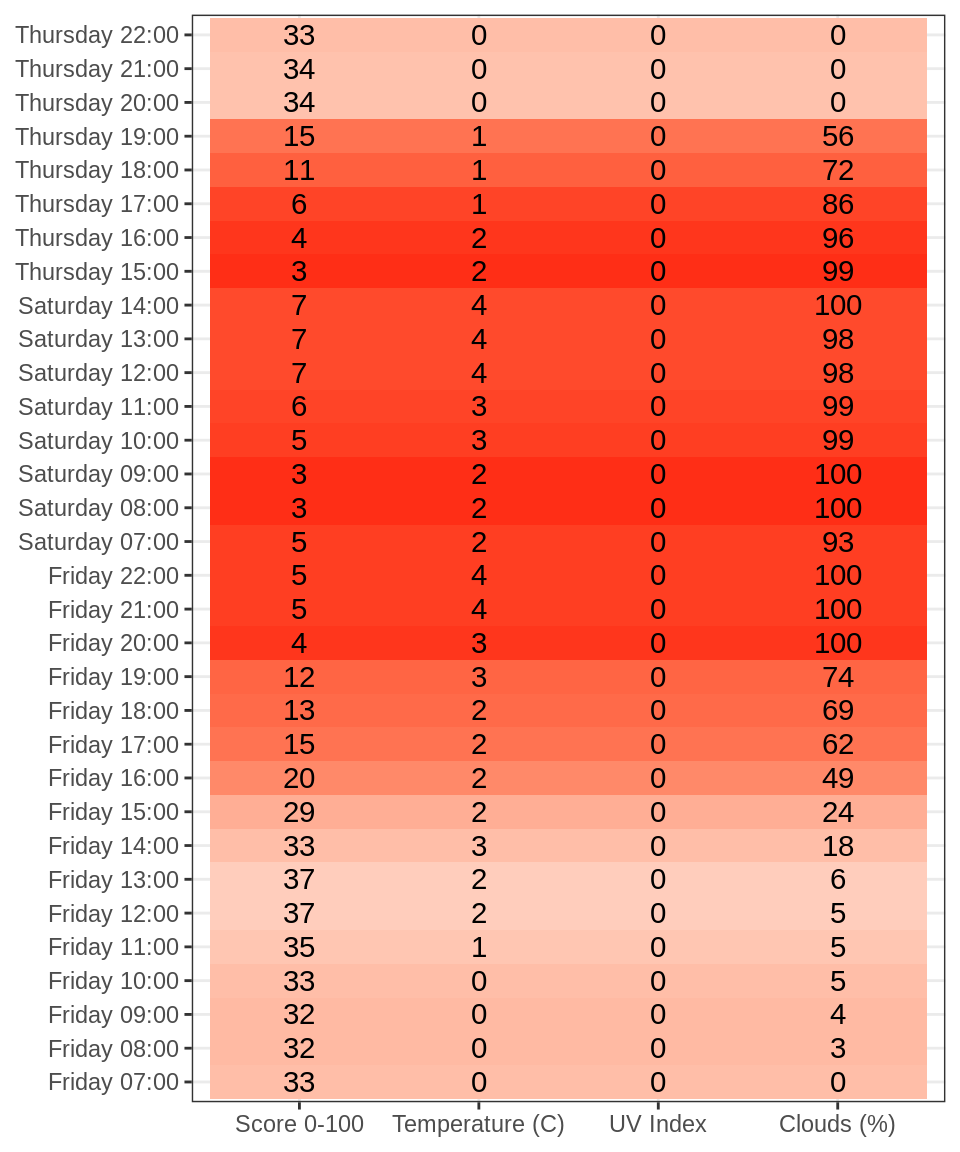 Thursday 22:00 33 0 0 0
Thursday 21:00 34 0 0 0
Thursday 20:00 34 0 0 0
Thursday 19:00 15 1 0 56
Thursday 18:00 11 1 0 72
Thursday 17:00 6 1 0 86
Thursday 16:00 4 2 0 96
Thursday 15:00 3 2 0 99
Saturday 14:00 7 4 0 100
Saturday 13:00 7 4 0 98
Saturday 12:00 7 4 0 98
Saturday 11:00 6 3 0 99
Saturday 10:00 5 3 0 99
Saturday 09:00 3 2 0 100
Saturday 08:00 3 2 0 100
Saturday 07:00 5 2 0 93
Friday 22:00 5 4 0 100
Friday 21:00 5 4 0 100
Friday 20:00 4 3 0 100
Friday 19:00 12 3 0 74
Friday 18:00 13 2 0 69
Friday 17:00 15 2 0 62
Friday 16:00 20 2 0 49
Friday 15:00 29 2 0 24
Friday 14:00 33 3 0 18
Friday 13:00 37 2 0 6
Friday 12:00 37 2 0 5
Friday 11:00 35 1 0 5
Friday 10:00 33 0 0 5
Friday 09:00 32 0 0 4
Friday 08:00 32 0 0 3
Friday 07:00 33 0 0 0
Score 0-100 Temperature (C) UV Index Clouds (%)